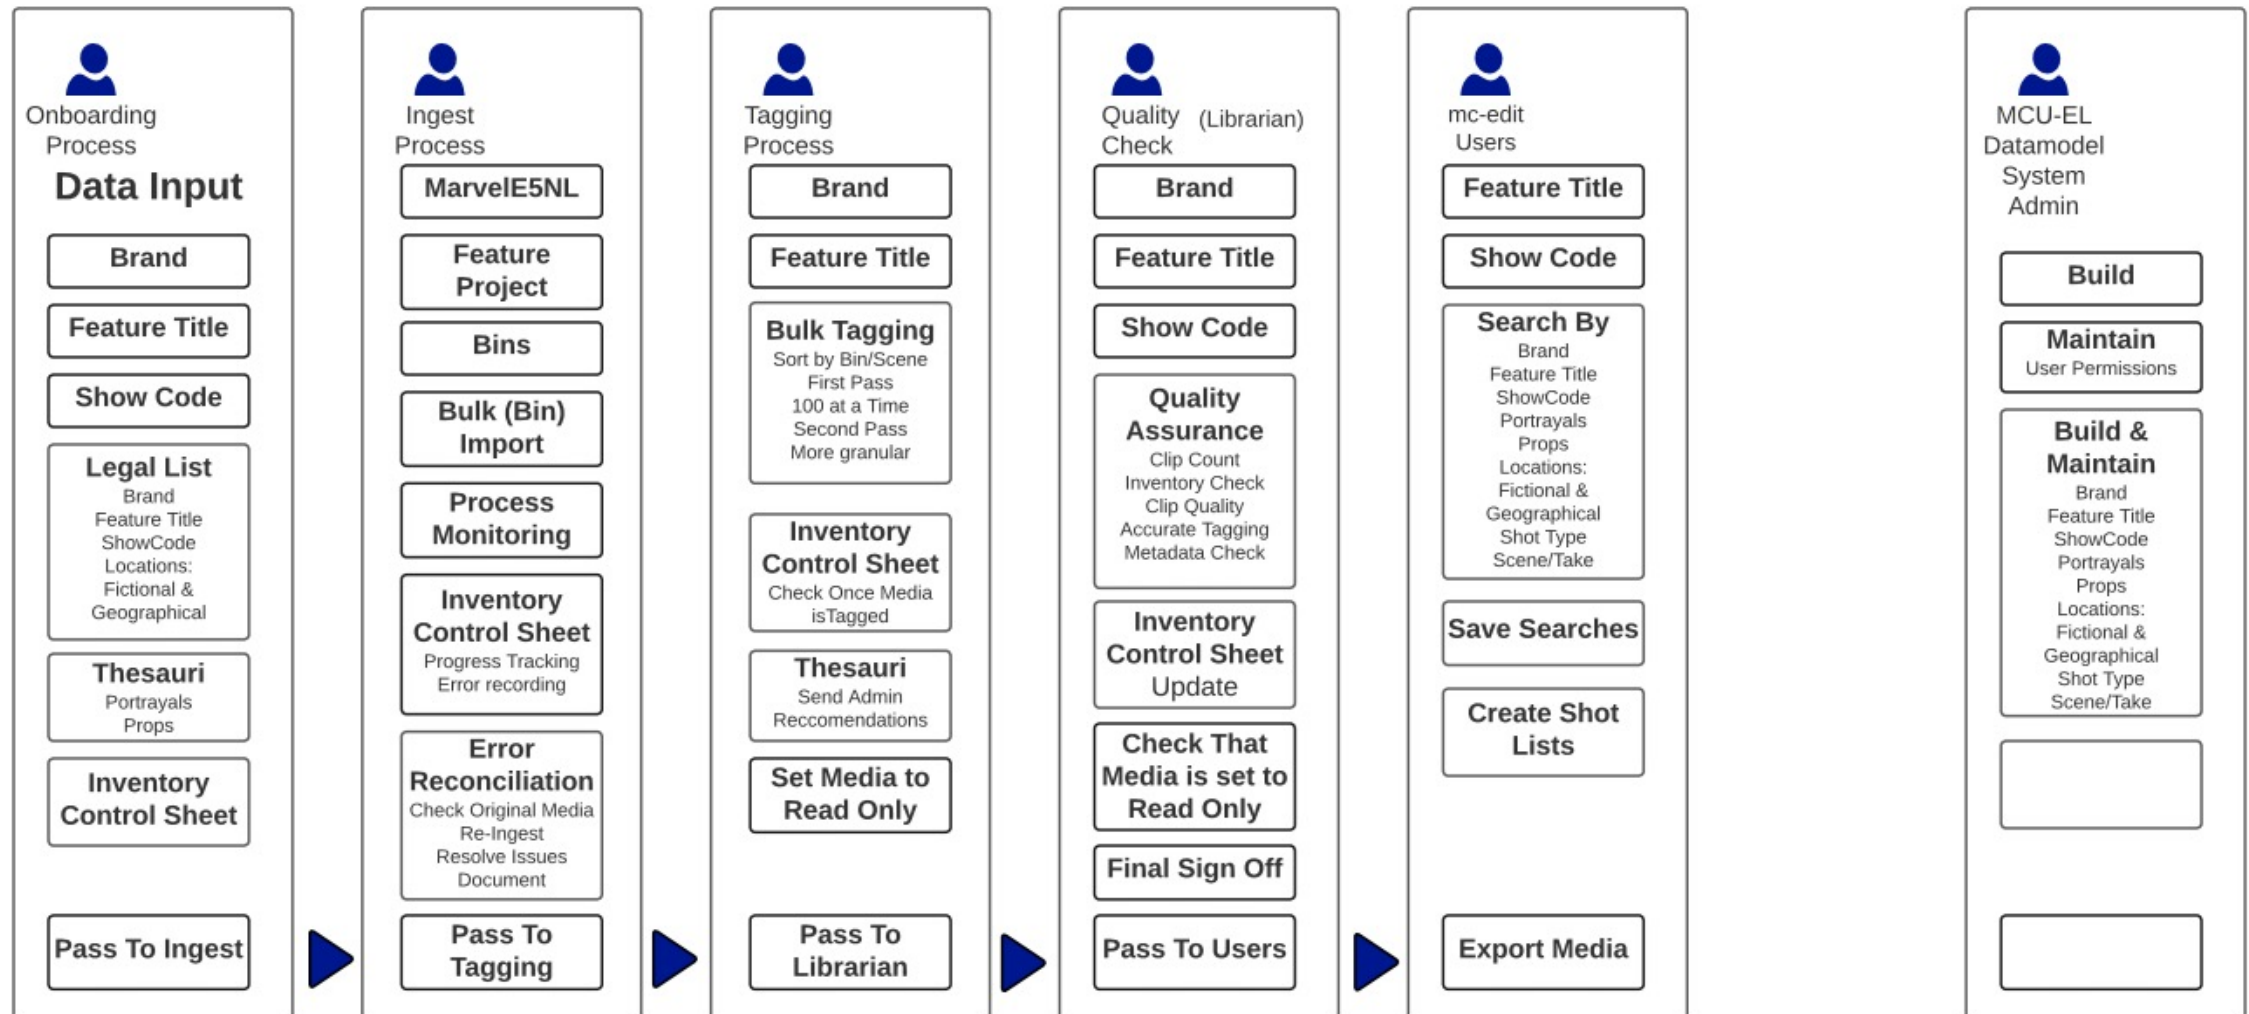 Onboarding
Process
Data Input
Brand
Feature Title
Show Code
Legal List
Brand
Feature Title
ShowCode
Locations:
Fictional &
Geographical
Thesauri
Portrayals
Props
Inventory
Control Sheet
Pass To Ingest
Ingest
Process
MarvelE5NL
Feature
Project
Bins
Bulk (Bin)
Import
Process
Monitoring
Inventory
Control Sheet
Progress Tracking
Error recording
Error
Reconciliation
Check Original Media
Re-Ingest
Resolve Issues
Document
Pass To
Tagging
Tagging
Process
Brand
Feature Title
Bulk Tagging
Sort by Bin/Scene
First Pass
100 at a Time
Second Pass
More granular
Inventory
Control Sheet
Check Once Media
isTagged
Thesauri
Send Admin
Reccomendations
Set Media to
Read Only
Pass To
Librarian
Quality (Librarian)
Check
Brand
Feature Title
Show Code
Quality
Assurance
Clip Count
Inventory Check
Clip Quality
Accurate Tagging
Metadata Check
Inventory
Control Sheet
Update
Check That
Media is set to
Read Only
Final Sign Off
Pass To Users
mc-edit
Users
Feature Title
Show Code
Search By
Brand
Feature Title
ShowCode
Portrayals
Props
Locations:
Fictional &
Geographical
Shot Type
Scene/Take
Save Searches
Create Shot
Lists
Export Media
MCU-EL
Datamodel
System
Admin
Build
Maintain
User Permissions
Build &
Maintain
Brand
Feature Title
ShowCode
Portrayals
Props
Locations:
Fictional &
Geographical
Shot Type
Scene/Take